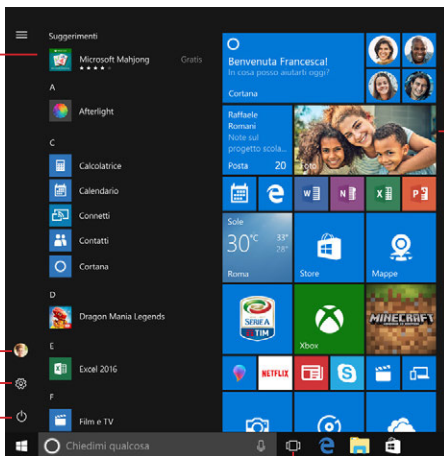 Suggerimenti
Microsoft Mahjong
Gratis
A
Afterlight
C
Calcolatrice
Calendario
Connetti
Contatti
Cortana
D
Dragon Mania Legends
E
Excel 2016
F
Film e TV
Chiedimi qualcosa
Benvenuta Francesca!
In cosa posso aiutarti oggi?
Cortana
Raffaele
Romani
Note sul
progetto scola...
Posta 20
Foto
Sole
30°C 33°
28°
Roma
Store
Mappe
SERIE A
TIM
Xbox
MINECRAFT
NETFLIX